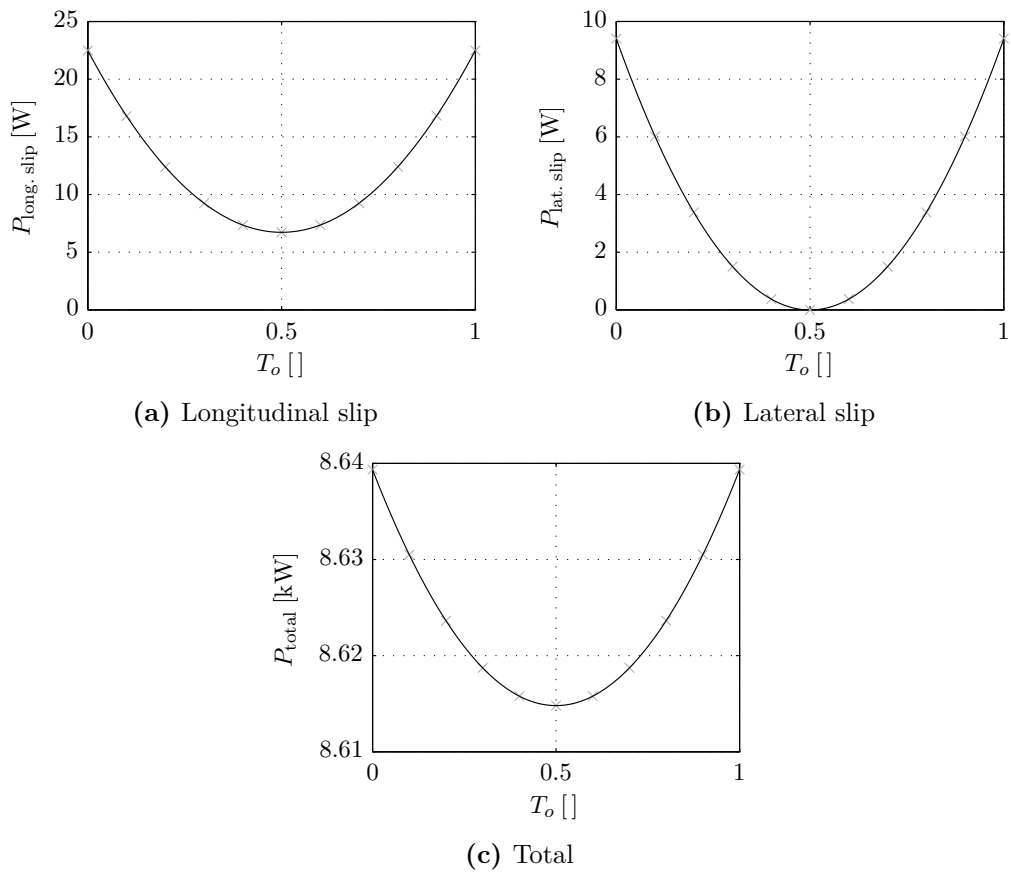 25
20
15
10
5
0
P_long. slip [W]
0 0.5 1
T_o [ ]
(a) Longitudinal slip
10
8
6
4
2
0
P_lat. slip [W]
0 0.5 1
T_o [ ]
(b) Lateral slip
8.64
8.63
8.62
8.61
P_total [kW]
0 0.5 1
T_o [ ]
(c) Total